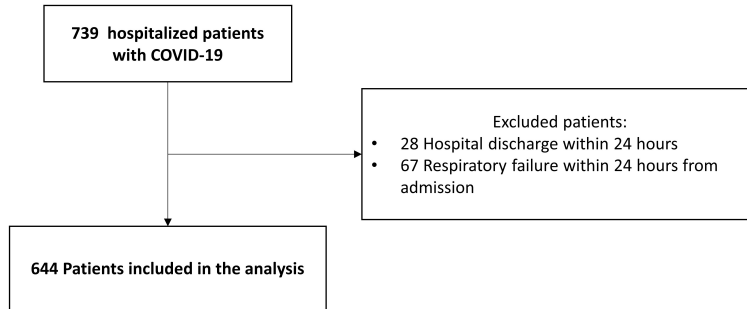 739 hospitalized patients
with COVID-19
Excluded patients:
• 28 Hospital discharge within 24 hours
• 67 Respiratory failure within 24 hours from
admission
644 Patients included in the analysis